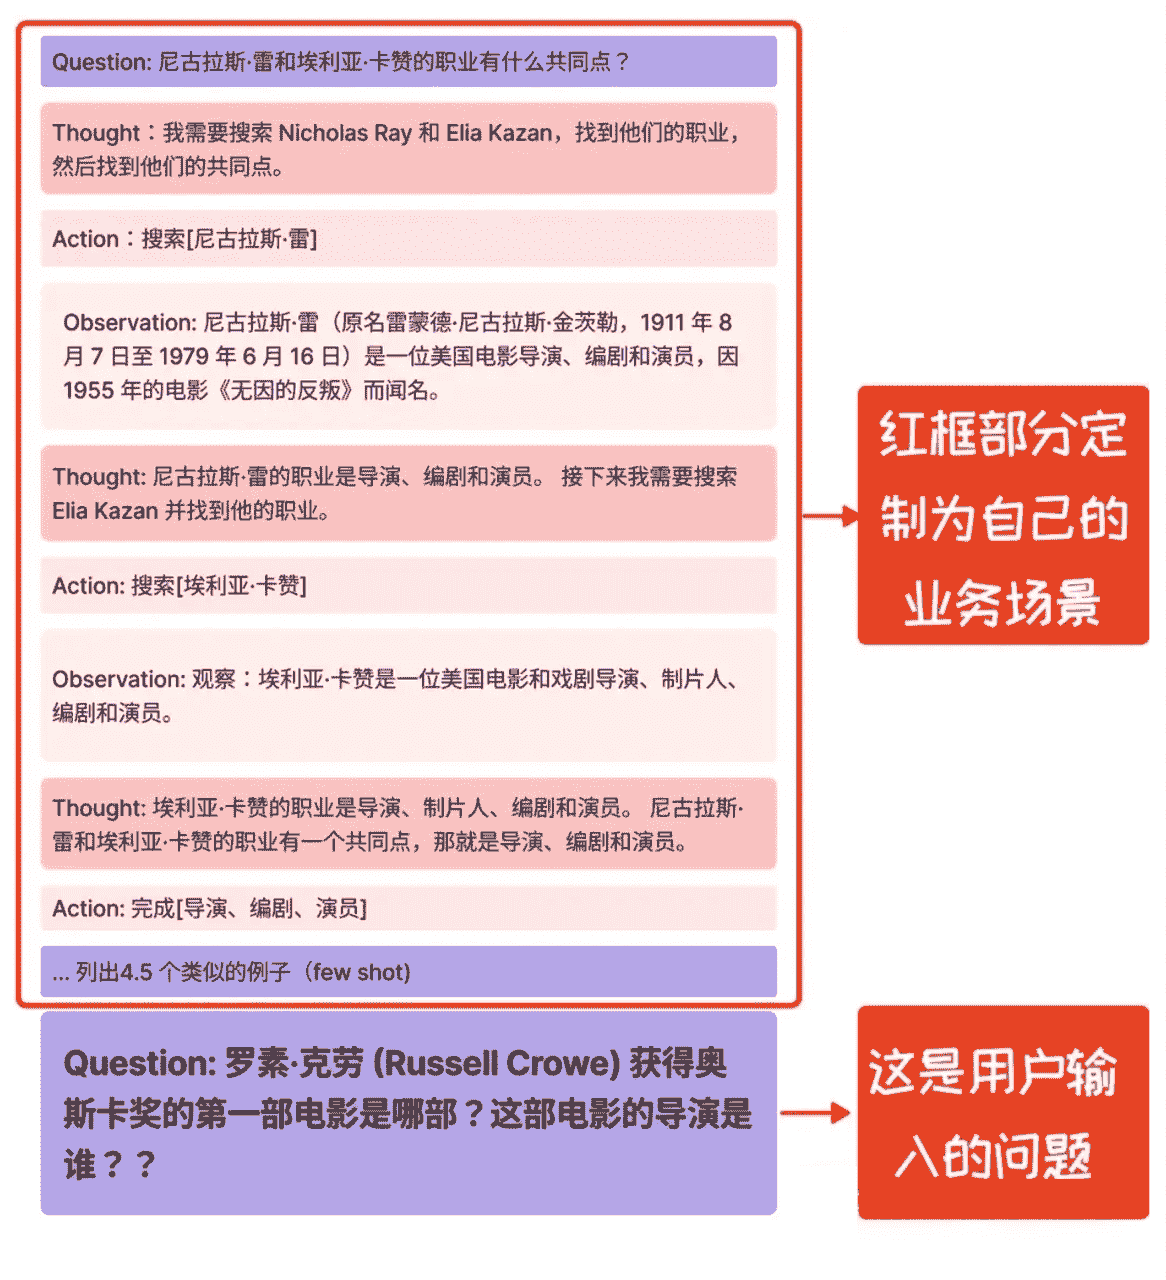 Question: 尼古拉斯·雷和埃利亚·卡赞的职业有什么共同点？
Thought：我需要搜索 Nicholas Ray 和 Elia Kazan，找到他们的职业，
然后找到他们的共同点。
Action：搜索[尼古拉斯·雷]
Observation: 尼古拉斯·雷（原名雷蒙德·尼古拉斯·金茨勒，1911 年 8
月 7 日至 1979 年 6 月 16 日）是一位美国电影导演、编剧和演员，因
1955 年的电影《无因的反叛》而闻名。
Thought: 尼古拉斯·雷的职业是导演、编剧和演员。 接下来我需要搜索
Elia Kazan 并找到他的职业。
Action: 搜索[埃利亚·卡赞]
Observation: 观察：埃利亚·卡赞是一位美国电影和戏剧导演、制片人、
编剧和演员。
Thought: 埃利亚·卡赞的职业是导演、制片人、编剧和演员。 尼古拉斯·
雷和埃利亚·卡赞的职业有一个共同点，那就是导演、编剧和演员。
Action: 完成[导演、编剧、演员]
... 列出4.5 个类似的例子（few shot)
红框部分定
制为自己的
业务场景
Question: 罗素·克劳 (Russell Crowe) 获得奥
斯卡奖的第一部电影是哪部？这部电影的导演是
谁？？
这是用户输
入的问题